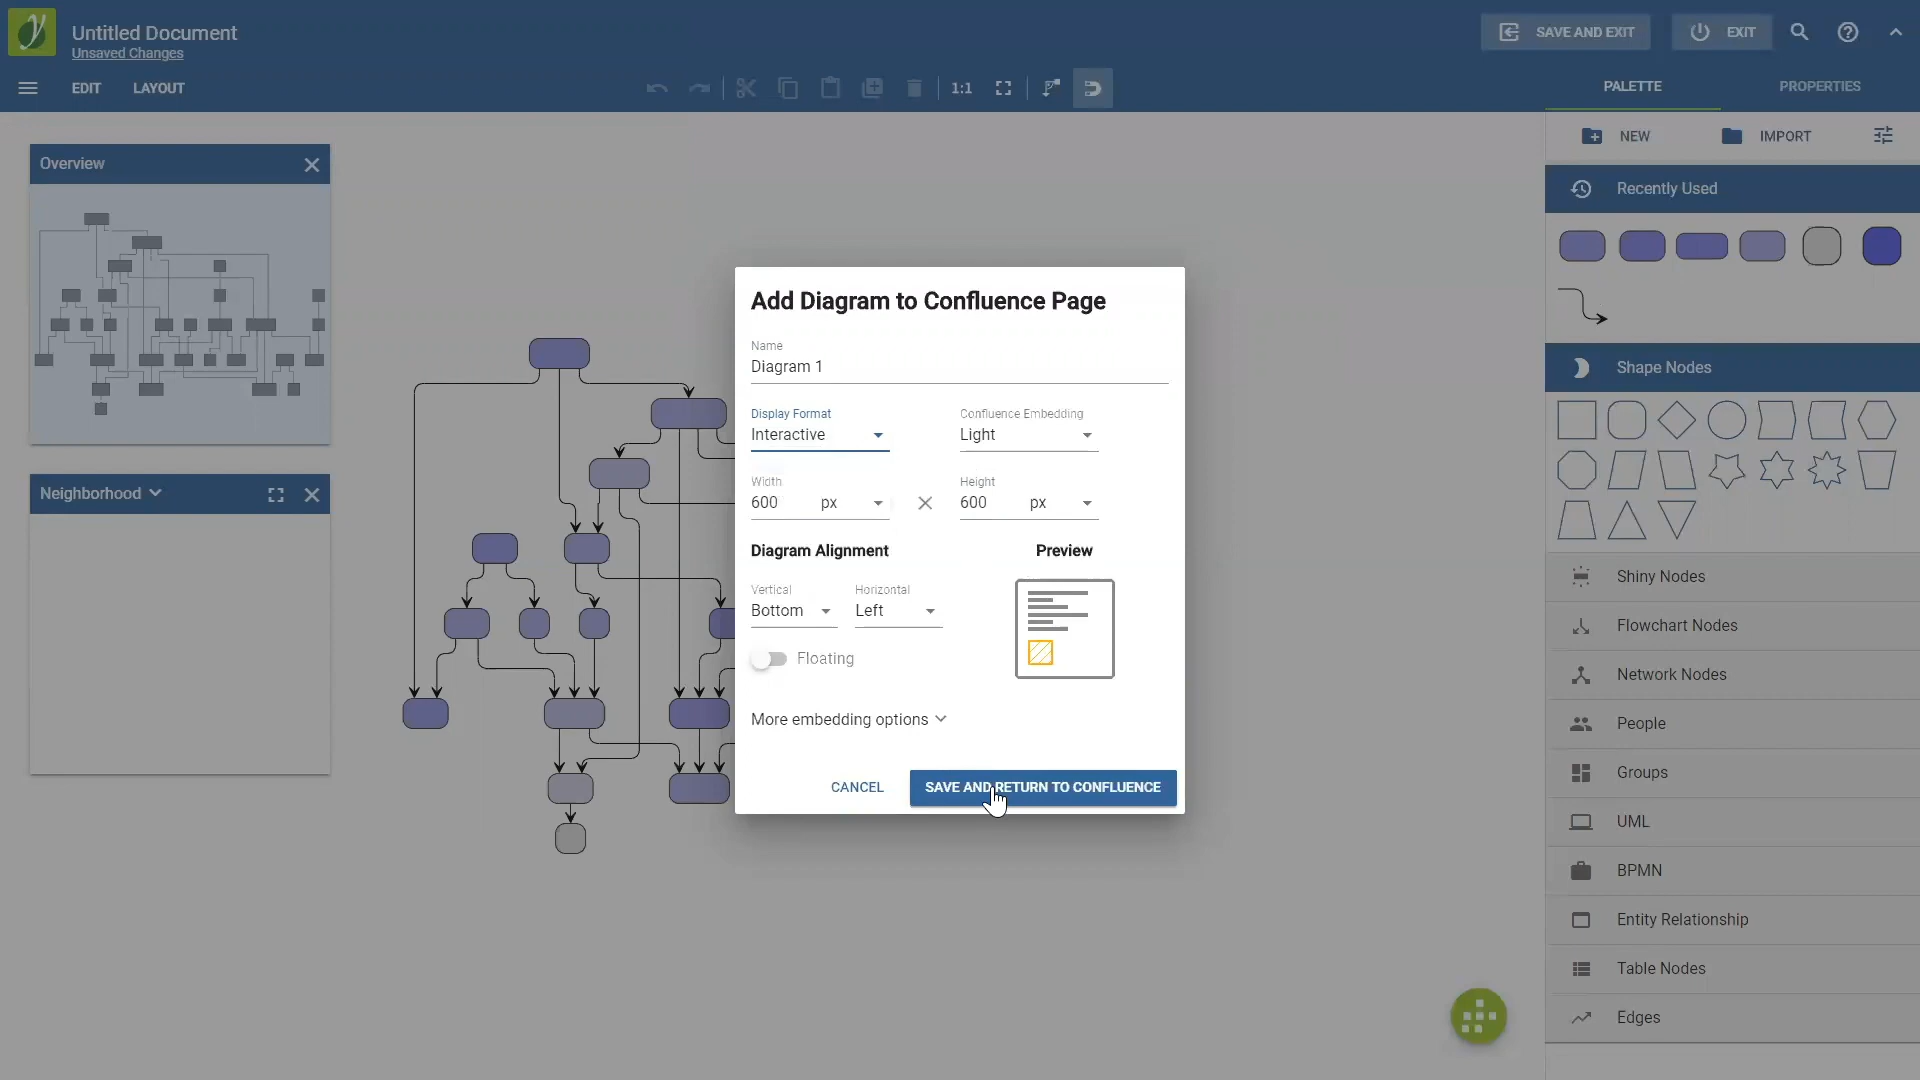 Untitled Document
Unsaved Changes
SAVE AND EXIT
EXIT
EDIT
LAYOUT
1:1
PALETTE
PROPERTIES
NEW
IMPORT
Overview
Recently Used
Neighborhood
Shape Nodes
Shiny Nodes
Flowchart Nodes
Network Nodes
People
Groups
UML
BPMN
Entity Relationship
Table Nodes
Edges
Add Diagram to Confluence Page
Name
Diagram 1
Display Format
Confluence Embedding
Interactive
Light
Width
Height
600 px
600 px
Diagram Alignment
Preview
Vertical
Horizontal
Bottom
Left
Floating
More embedding options
CANCEL
SAVE AND RETURN TO CONFLUENCE